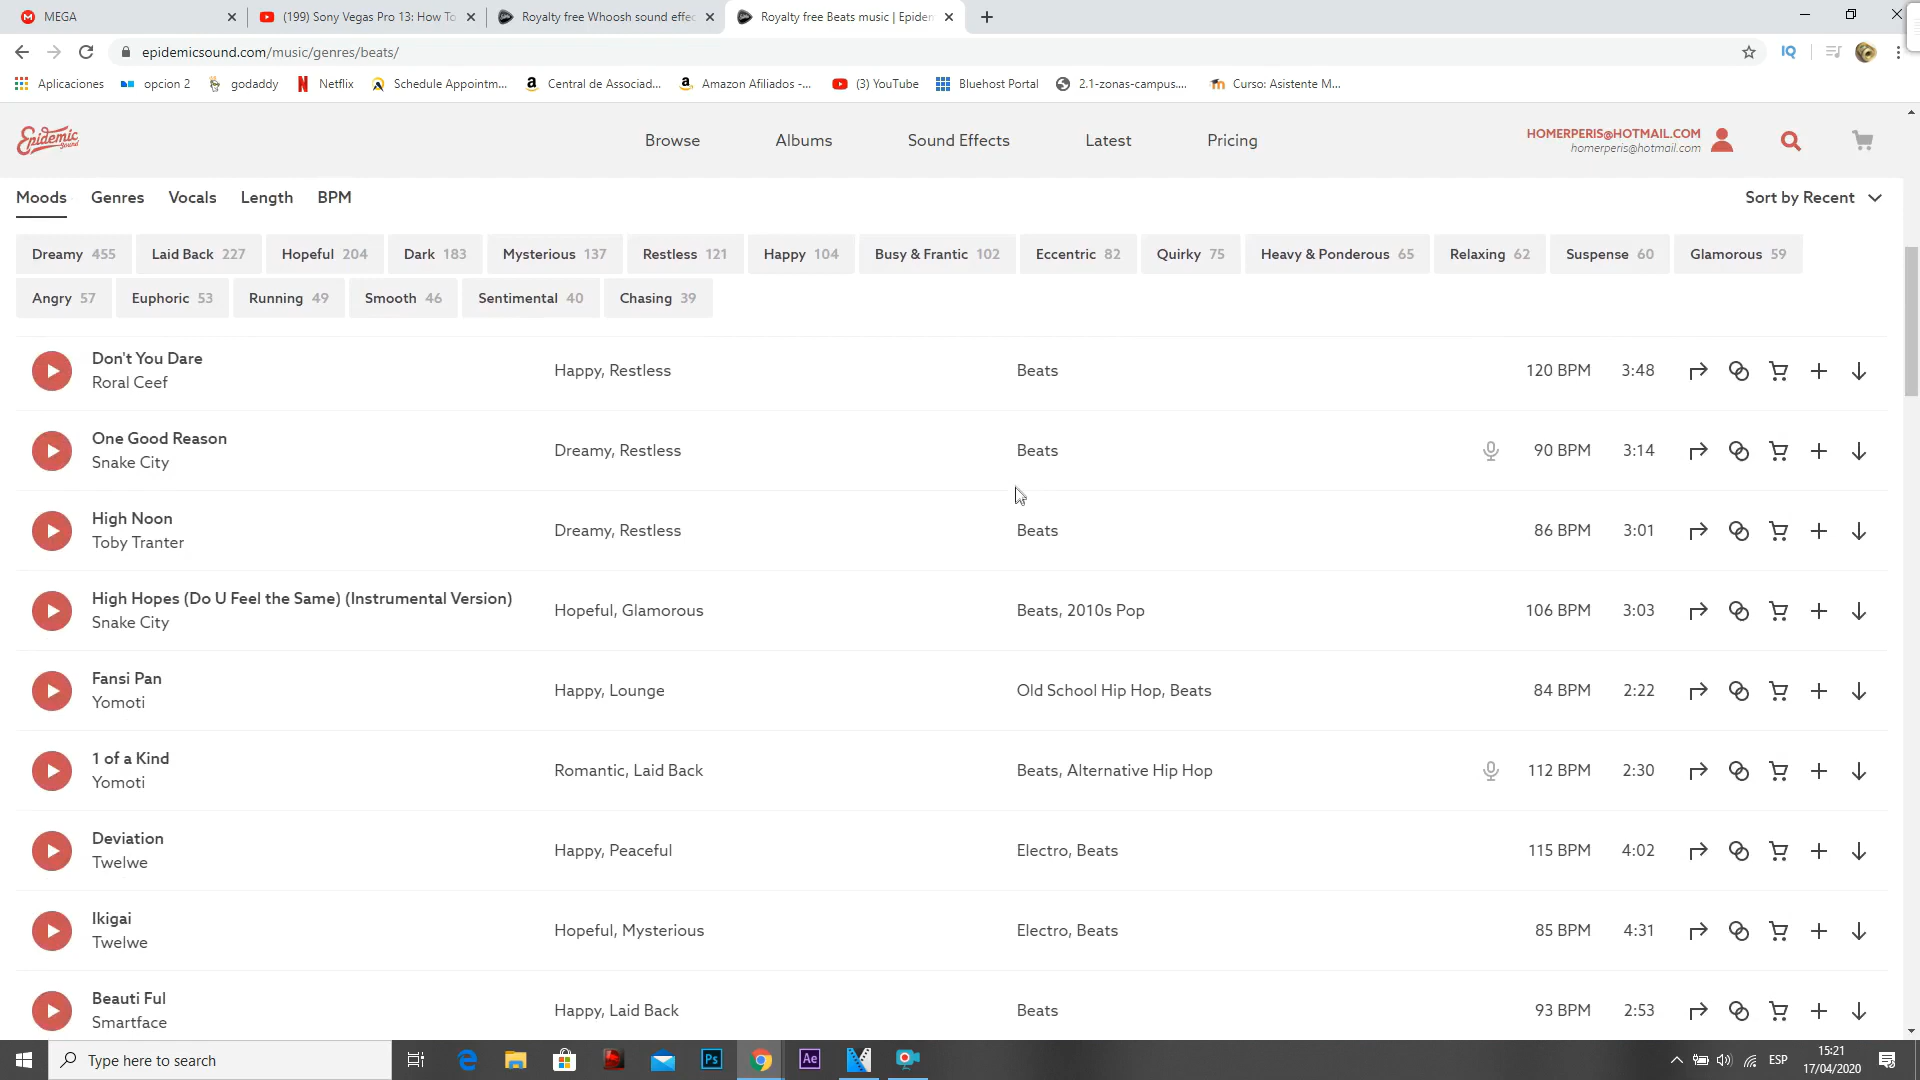 MEGA
(199) Sony Vegas Pro 13: How To
Royalty free Whoosh sound effec
Royalty free Beats music | Epidem
epidemicsound.com/music/genres/beats/
IQ
Aplicaciones
opcion 2
godaddy
Netflix
Schedule Appointm...
Central de Associad...
Amazon Afiliados -...
(3) YouTube
Bluehost Portal
2.1-zonas-campus....
Curso: Asistente M...
Epidemic Sound
Browse
Albums
Sound Effects
Latest
Pricing
HOMERPERIS@HOTMAIL.COM
homerperis@hotmail.com
Moods
Genres
Vocals
Length
BPM
Sort by Recent
Dreamy 455
Laid Back 227
Hopeful 204
Dark 183
Mysterious 137
Restless 121
Happy 104
Busy & Frantic 102
Eccentric 82
Quirky 75
Heavy & Ponderous 65
Relaxing 62
Suspense 60
Glamorous 59
Angry 57
Euphoric 53
Running 49
Smooth 46
Sentimental 40
Chasing 39
Don't You Dare
Roral Ceef
Happy, Restless
Beats
120 BPM
3:48
One Good Reason
Snake City
Dreamy, Restless
Beats
90 BPM
3:14
High Noon
Toby Tranter
Dreamy, Restless
Beats
86 BPM
3:01
High Hopes (Do U Feel the Same) (Instrumental Version)
Snake City
Hopeful, Glamorous
Beats, 2010s Pop
106 BPM
3:03
Fansi Pan
Yomoti
Happy, Lounge
Old School Hip Hop, Beats
84 BPM
2:22
1 of a Kind
Yomoti
Romantic, Laid Back
Beats, Alternative Hip Hop
112 BPM
2:30
Deviation
Twelwe
Happy, Peaceful
Electro, Beats
115 BPM
4:02
Ikigai
Twelwe
Hopeful, Mysterious
Electro, Beats
85 BPM
4:31
Beauti Ful
Smartface
Happy, Laid Back
Beats
93 BPM
2:53
Type here to search
Ps
Ae
ESP
15:21
17/04/2020